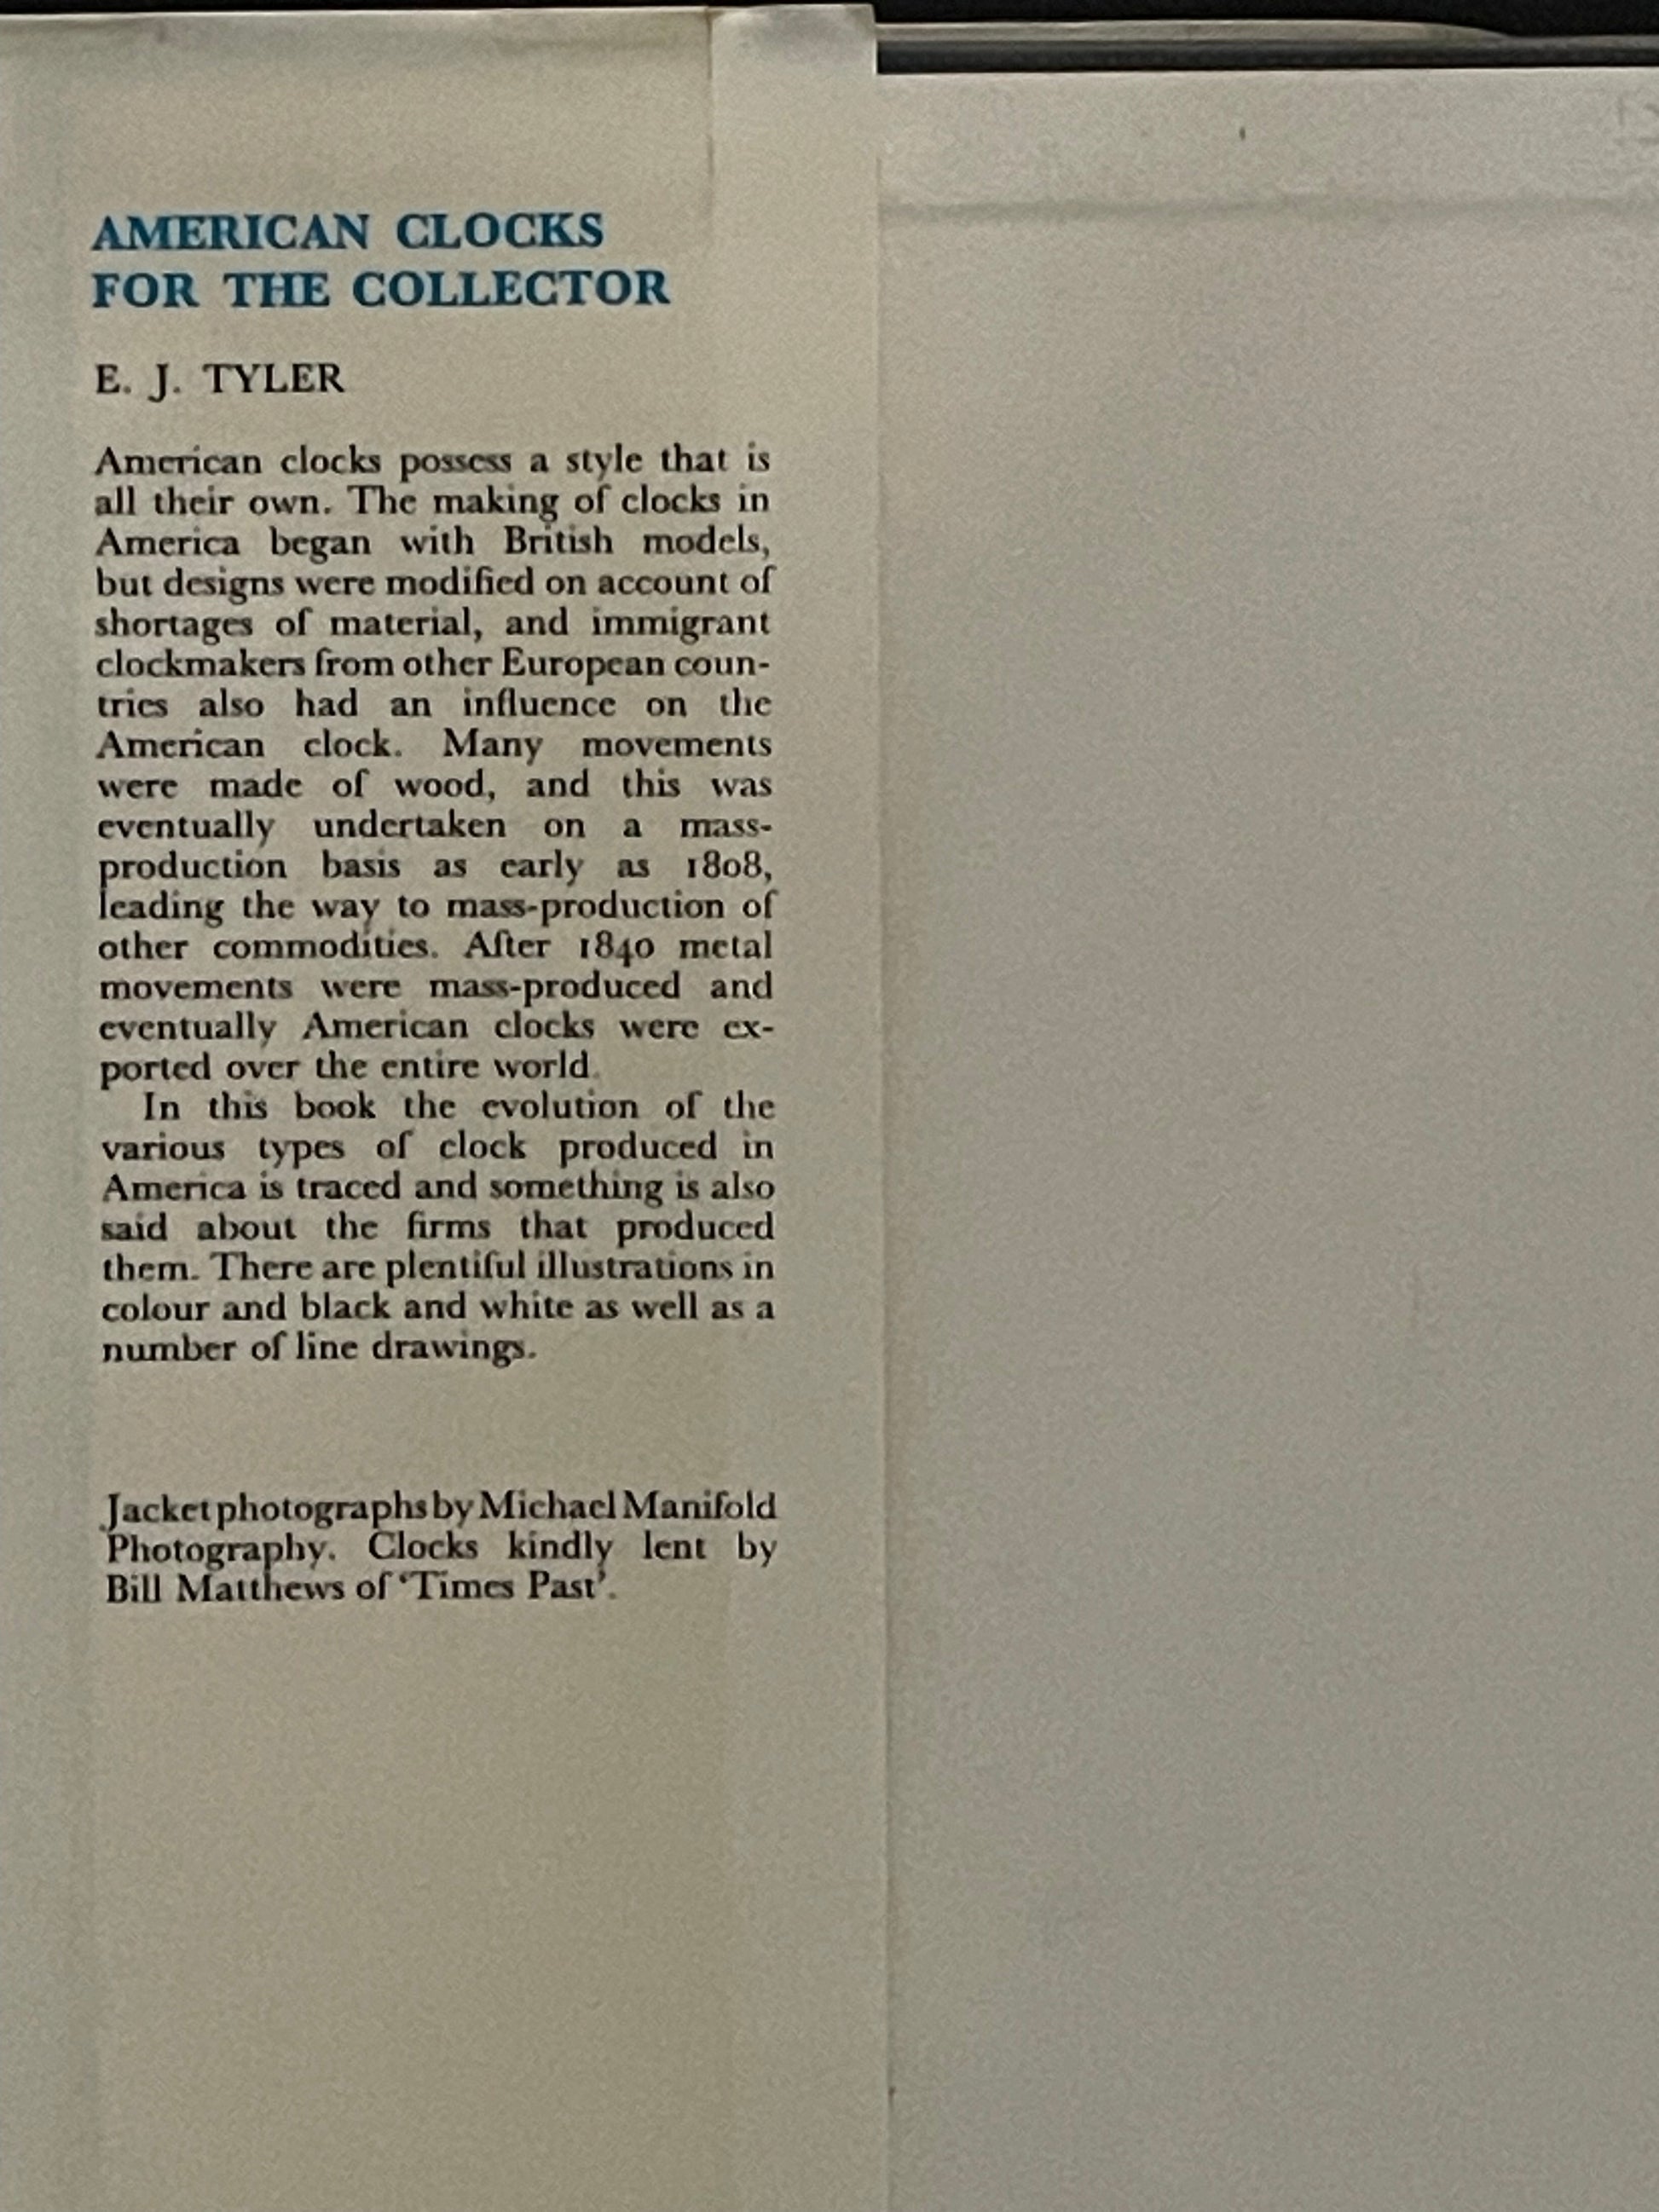 AMERICAN CLOCKS
FOR THE COLLECTOR
E. J. TYLER
American clocks possess a style that is
all their own. The making of clocks in
America began with British models,
but designs were modified on account of
shortages of material, and immigrant
clockmakers from other European coun-
tries also had an influence on the
American clock. Many movements
were made of wood, and this was
eventually undertaken on a mass-
production basis as early as 1808,
leading the way to mass-production of
other commodities. After 1840 metal
movements were mass-produced and
eventually American clocks were ex-
ported over the entire world.
In this book the evolution of the
various types of clock produced in
America is traced and something is also
said about the firms that produced
them. There are plentiful illustrations in
colour and black and white as well as a
number of line drawings.
Jacket photographs by Michael Manifold
Photography. Clocks kindly lent by
Bill Matthews of ‘Times Past’.